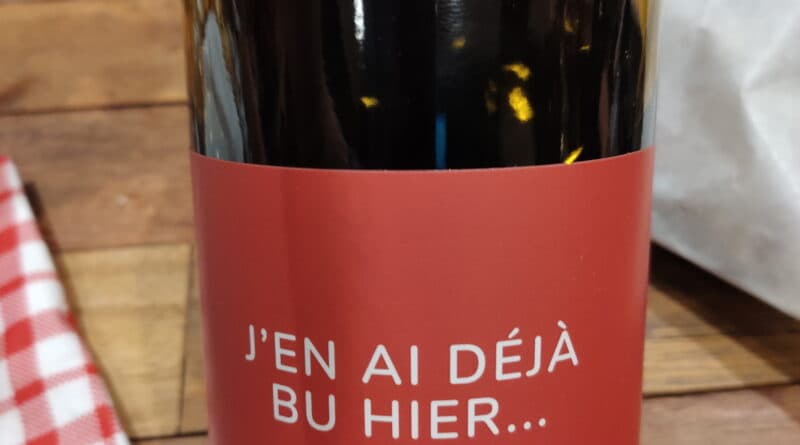 J'EN AI DÉJÀ
BU HIER...